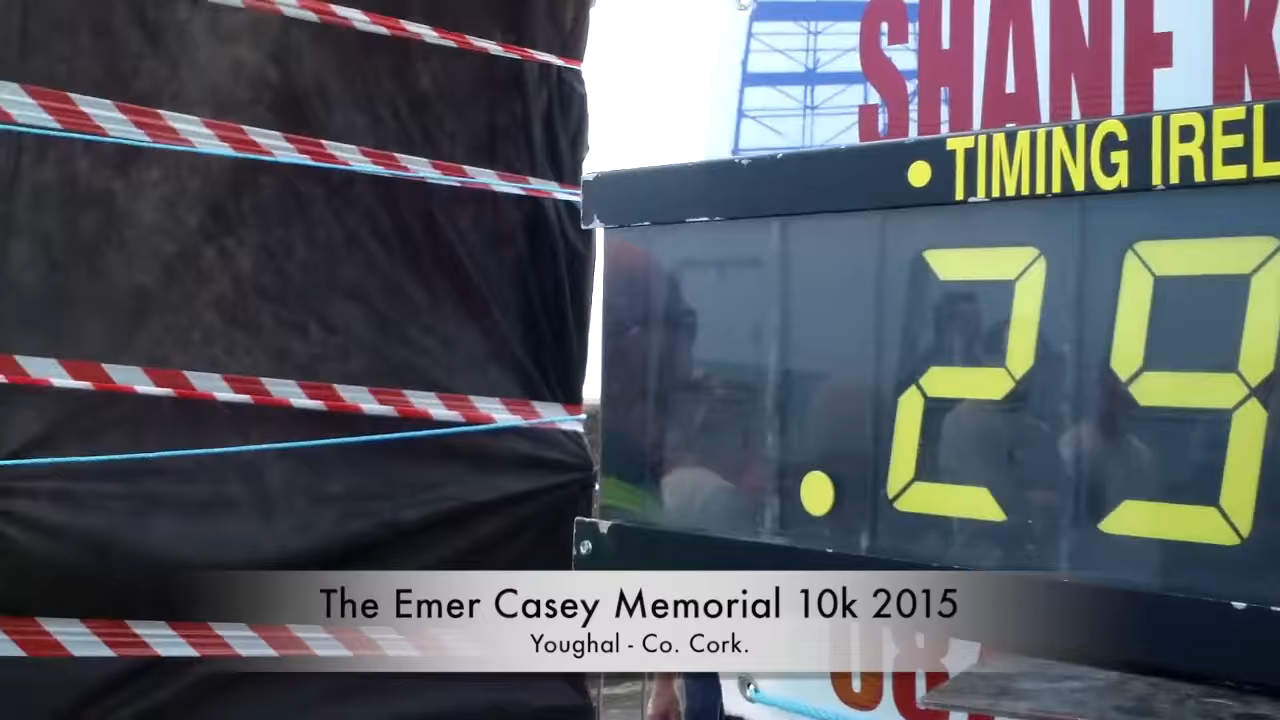 SHANE K
• TIMING IREL
.29
The Emer Casey Memorial 10k 2015
Youghal - Co. Cork.